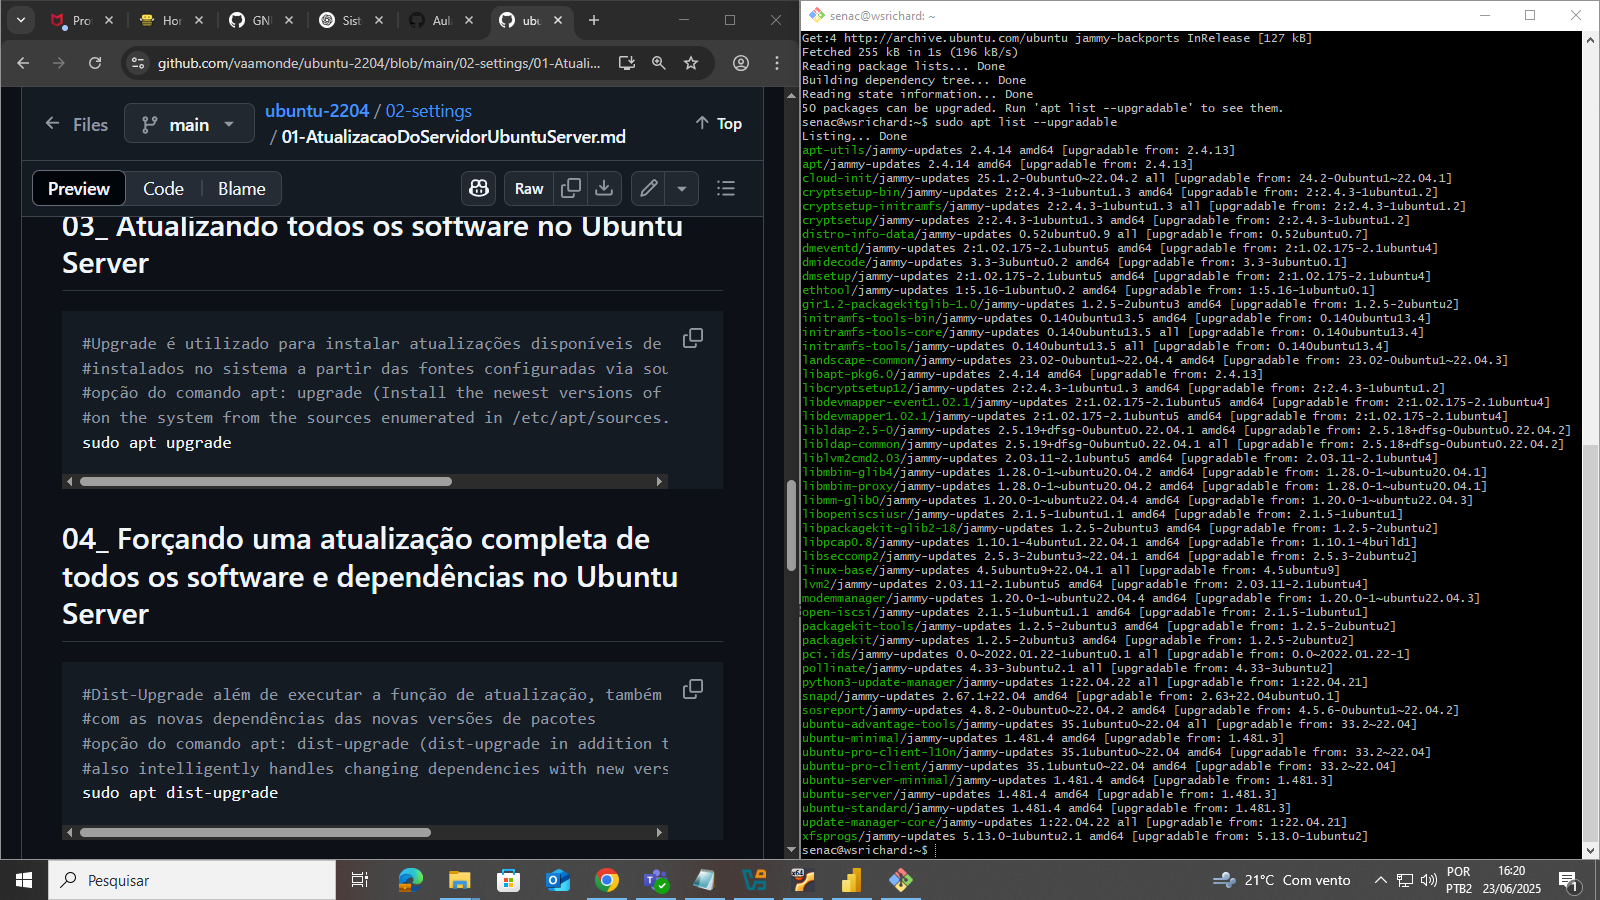 Pro
Hor
GNI
Sist
Aul
ubu
github.com/vaamonde/ubuntu-2204/blob/main/02-settings/01-Atuali...
Files
main
ubuntu-2204 / 02-settings
/ 01-AtualizacaoDoServidorUbuntuServer.md
Top
Preview
Code
Blame
Raw
03_ Atualizando todos os software no Ubuntu
Server
#Upgrade é utilizado para instalar atualizações disponíveis de
#instalados no sistema a partir das fontes configuradas via sou
#opção do comando apt: upgrade (Install the newest versions of
#on the system from the sources enumerated in /etc/apt/sources.
sudo apt upgrade
04_ Forçando uma atualização completa de
todos os software e dependências no Ubuntu
Server
#Dist-Upgrade além de executar a função de atualização, também
#com as novas dependências das novas versões de pacotes
#opção do comando apt: dist-upgrade (dist-upgrade in addition t
#also intelligently handles changing dependencies with new vers
sudo apt dist-upgrade
senac@wsrichard: ~
Get:4 http://archive.ubuntu.com/ubuntu jammy-backports InRelease [127 kB]
Fetched 255 kB in 1s (196 kB/s)
Reading package lists... Done
Building dependency tree... Done
Reading state information... Done
50 packages can be upgraded. Run 'apt list --upgradable' to see them.
senac@wsrichard:~$ sudo apt list --upgradable
Listing... Done
apt-utils/jammy-updates 2.4.14 amd64 [upgradable from: 2.4.13]
apt/jammy-updates 2.4.14 amd64 [upgradable from: 2.4.13]
cloud-init/jammy-updates 25.1.2-0ubuntu0~22.04.2 all [upgradable from: 24.2-0ubuntu1~22.04.1]
cryptsetup-bin/jammy-updates 2:2.4.3-1ubuntu1.3 amd64 [upgradable from: 2:2.4.3-1ubuntu1.2]
cryptsetup-initramfs/jammy-updates 2:2.4.3-1ubuntu1.3 all [upgradable from: 2:2.4.3-1ubuntu1.2]
cryptsetup/jammy-updates 2:2.4.3-1ubuntu1.3 amd64 [upgradable from: 2:2.4.3-1ubuntu1.2]
distro-info-data/jammy-updates 0.52ubuntu0.9 all [upgradable from: 0.52ubuntu0.7]
dmeventd/jammy-updates 2:1.02.175-2.1ubuntu5 amd64 [upgradable from: 2:1.02.175-2.1ubuntu4]
dmidecode/jammy-updates 3.3-3ubuntu0.2 amd64 [upgradable from: 3.3-3ubuntu0.1]
dmsetup/jammy-updates 2:1.02.175-2.1ubuntu5 amd64 [upgradable from: 2:1.02.175-2.1ubuntu4]
ethtool/jammy-updates 1:5.16-1ubuntu0.2 amd64 [upgradable from: 1:5.16-1ubuntu0.1]
gir1.2-packagekitglib-1.0/jammy-updates 1.2.5-2ubuntu3 amd64 [upgradable from: 1.2.5-2ubuntu2]
initramfs-tools-bin/jammy-updates 0.140ubuntu13.5 amd64 [upgradable from: 0.140ubuntu13.4]
initramfs-tools-core/jammy-updates 0.140ubuntu13.5 all [upgradable from: 0.140ubuntu13.4]
initramfs-tools/jammy-updates 0.140ubuntu13.5 all [upgradable from: 0.140ubuntu13.4]
landscape-common/jammy-updates 23.02-0ubuntu1~22.04.4 amd64 [upgradable from: 23.02-0ubuntu1~22.04.3]
libapt-pkg6.0/jammy-updates 2.4.14 amd64 [upgradable from: 2.4.13]
libcryptsetup12/jammy-updates 2:2.4.3-1ubuntu1.3 amd64 [upgradable from: 2:2.4.3-1ubuntu1.2]
libdevmapper-event1.02.1/jammy-updates 2:1.02.175-2.1ubuntu5 amd64 [upgradable from: 2:1.02.175-2.1ubuntu4]
libdevmapper1.02.1/jammy-updates 2:1.02.175-2.1ubuntu5 amd64 [upgradable from: 2:1.02.175-2.1ubuntu4]
libldap-2.5-0/jammy-updates 2.5.19+dfsg-0ubuntu0.22.04.1 amd64 [upgradable from: 2.5.18+dfsg-0ubuntu0.22.04.2]
libldap-common/jammy-updates 2.5.19+dfsg-0ubuntu0.22.04.1 all [upgradable from: 2.5.18+dfsg-0ubuntu0.22.04.2]
liblvm2cmd2.03/jammy-updates 2.03.11-2.1ubuntu5 amd64 [upgradable from: 2.03.11-2.1ubuntu4]
libmbim-glib4/jammy-updates 1.28.0-1~ubuntu20.04.2 amd64 [upgradable from: 1.28.0-1~ubuntu20.04.1]
libmbim-proxy/jammy-updates 1.28.0-1~ubuntu20.04.2 amd64 [upgradable from: 1.28.0-1~ubuntu20.04.1]
libmm-glib0/jammy-updates 1.20.0-1~ubuntu22.04.4 amd64 [upgradable from: 1.20.0-1~ubuntu22.04.3]
libopeniscsiusr/jammy-updates 2.1.5-1ubuntu1.1 amd64 [upgradable from: 2.1.5-1ubuntu1]
libpackagekit-glib2-18/jammy-updates 1.2.5-2ubuntu3 amd64 [upgradable from: 1.2.5-2ubuntu2]
libpcap0.8/jammy-updates 1.10.1-4ubuntu1.22.04.1 amd64 [upgradable from: 1.10.1-4build1]
libseccomp2/jammy-updates 2.5.3-2ubuntu3~22.04.1 amd64 [upgradable from: 2.5.3-2ubuntu2]
linux-base/jammy-updates 4.5ubuntu9+22.04.1 all [upgradable from: 4.5ubuntu9]
lvm2/jammy-updates 2.03.11-2.1ubuntu5 amd64 [upgradable from: 2.03.11-2.1ubuntu4]
modemmanager/jammy-updates 1.20.0-1~ubuntu22.04.4 amd64 [upgradable from: 1.20.0-1~ubuntu22.04.3]
open-iscsi/jammy-updates 2.1.5-1ubuntu1.1 amd64 [upgradable from: 2.1.5-1ubuntu1]
packagekit-tools/jammy-updates 1.2.5-2ubuntu3 amd64 [upgradable from: 1.2.5-2ubuntu2]
packagekit/jammy-updates 1.2.5-2ubuntu3 amd64 [upgradable from: 1.2.5-2ubuntu2]
pci.ids/jammy-updates 0.0~2022.01.22-1ubuntu0.1 all [upgradable from: 0.0~2022.01.22-1]
pollinate/jammy-updates 4.33-3ubuntu2.1 all [upgradable from: 4.33-3ubuntu2]
python3-update-manager/jammy-updates 1:22.04.22 all [upgradable from: 1:22.04.21]
snapd/jammy-updates 2.67.1+22.04 amd64 [upgradable from: 2.63+22.04ubuntu0.1]
sosreport/jammy-updates 4.8.2-0ubuntu0~22.04.2 amd64 [upgradable from: 4.5.6-0ubuntu1~22.04.2]
ubuntu-advantage-tools/jammy-updates 35.1ubuntu0~22.04 all [upgradable from: 33.2~22.04]
ubuntu-minimal/jammy-updates 1.481.4 amd64 [upgradable from: 1.481.3]
ubuntu-pro-client-l10n/jammy-updates 35.1ubuntu0~22.04 amd64 [upgradable from: 33.2~22.04]
ubuntu-pro-client/jammy-updates 35.1ubuntu0~22.04 amd64 [upgradable from: 33.2~22.04]
ubuntu-server-minimal/jammy-updates 1.481.4 amd64 [upgradable from: 1.481.3]
ubuntu-server/jammy-updates 1.481.4 amd64 [upgradable from: 1.481.3]
ubuntu-standard/jammy-updates 1.481.4 amd64 [upgradable from: 1.481.3]
update-manager-core/jammy-updates 1:22.04.22 all [upgradable from: 1:22.04.21]
xfsprogs/jammy-updates 5.13.0-1ubuntu2.1 amd64 [upgradable from: 5.13.0-1ubuntu2]
senac@wsrichard:~$
Pesquisar
21°C Com vento
POR
PTB2
16:20
23/06/2025
1